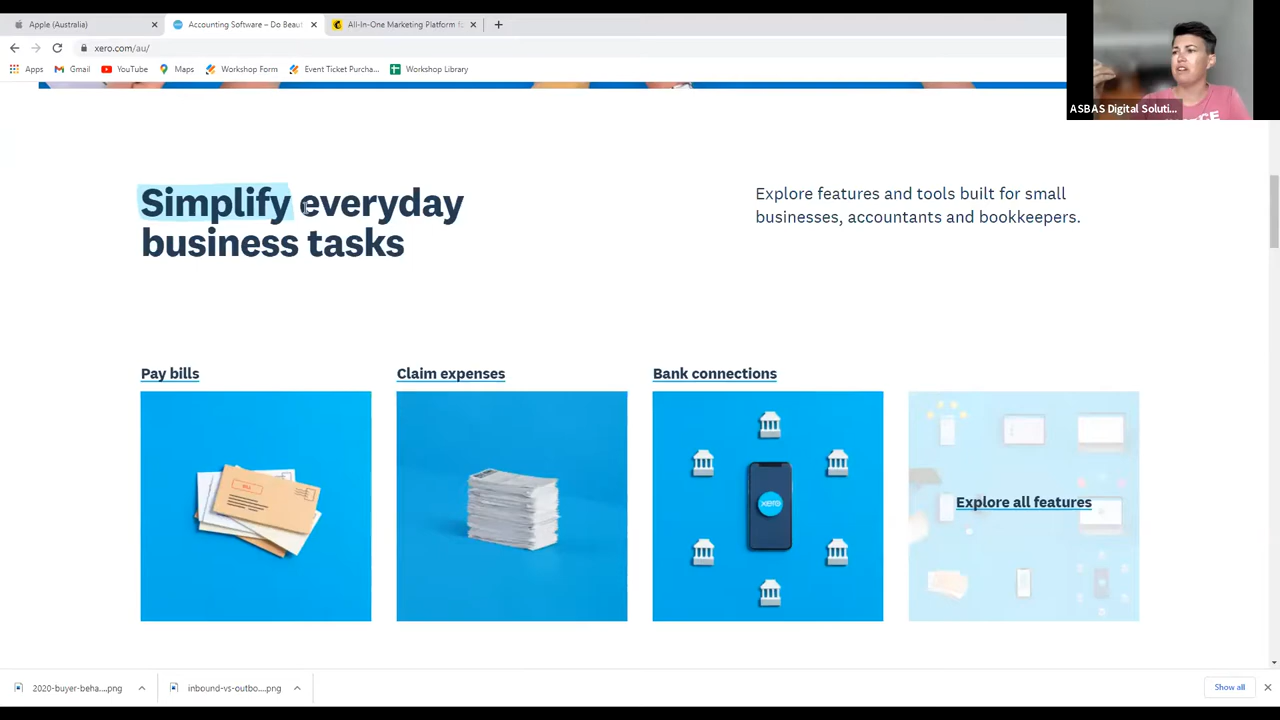 Apple (Australia)
Accounting Software – Do Beaut
All-In-One Marketing Platform f
xero.com/au/
Apps
Gmail
YouTube
Maps
Workshop Form
Event Ticket Purcha...
Workshop Library
ASBAS Digital Soluti...
Simplify everyday
business tasks
Explore features and tools built for small
businesses, accountants and bookkeepers.
Pay bills
Claim expenses
Bank connections
xero
Explore all features
2020-buyer-beha....png
inbound-vs-outbo....png
Show all